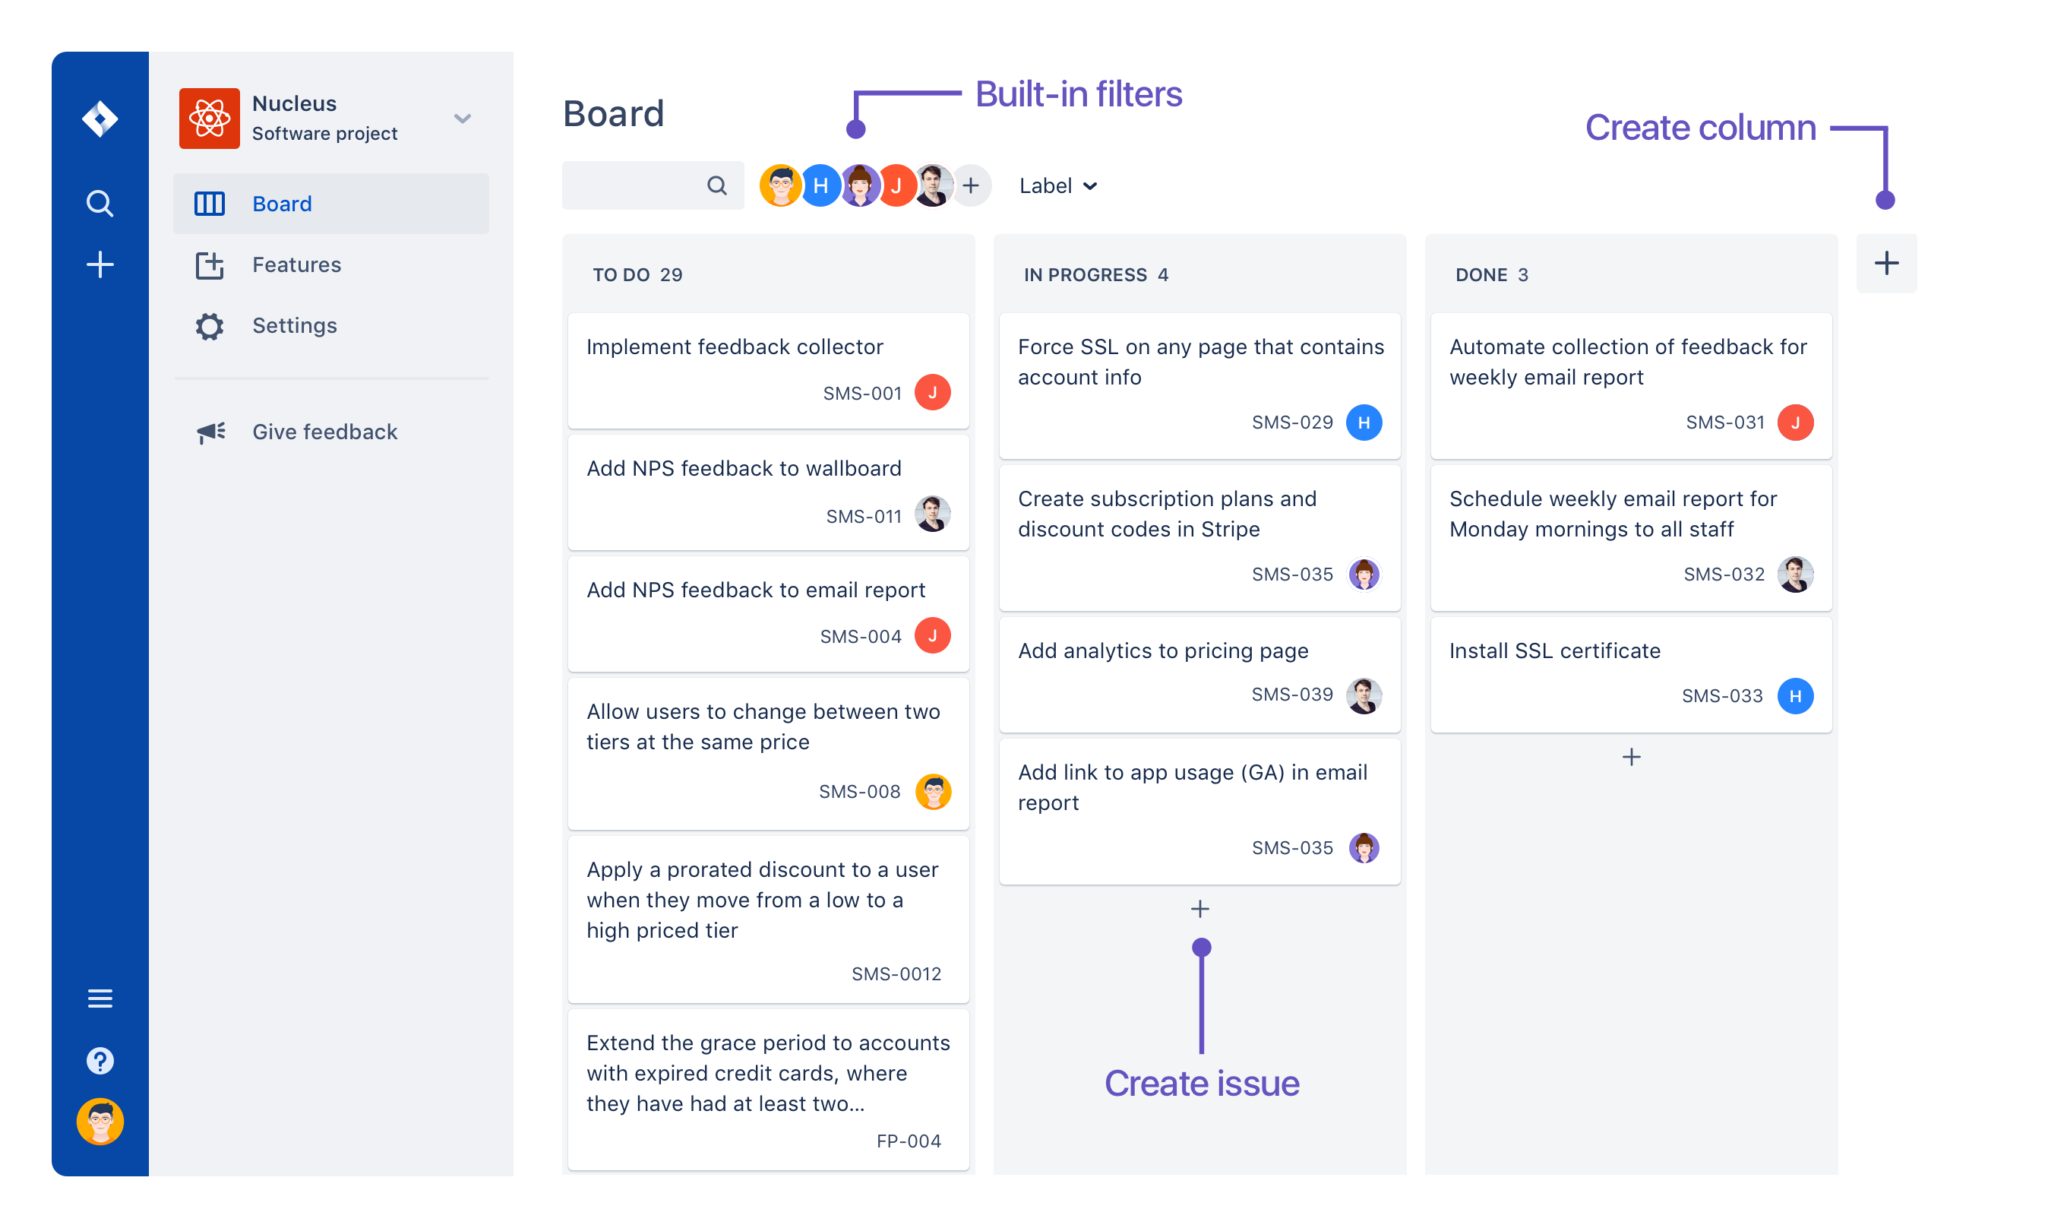 Nucleus
Software project
Board
Features
Settings
Give feedback
Board
Built-in filters
Create column
H
J
Label
TO DO 29
Implement feedback collector
SMS-001
J
Add NPS feedback to wallboard
SMS-011
Add NPS feedback to email report
SMS-004
J
Allow users to change between two
tiers at the same price
SMS-008
Apply a prorated discount to a user
when they move from a low to a
high priced tier
SMS-0012
Extend the grace period to accounts
with expired credit cards, where
they have had at least two...
FP-004
IN PROGRESS 4
Force SSL on any page that contains
account info
SMS-029
H
Create subscription plans and
discount codes in Stripe
SMS-035
Add analytics to pricing page
SMS-039
Add link to app usage (GA) in email
report
SMS-035
Create issue
DONE 3
Automate collection of feedback for
weekly email report
SMS-031
J
Schedule weekly email report for
Monday mornings to all staff
SMS-032
Install SSL certificate
SMS-033
H